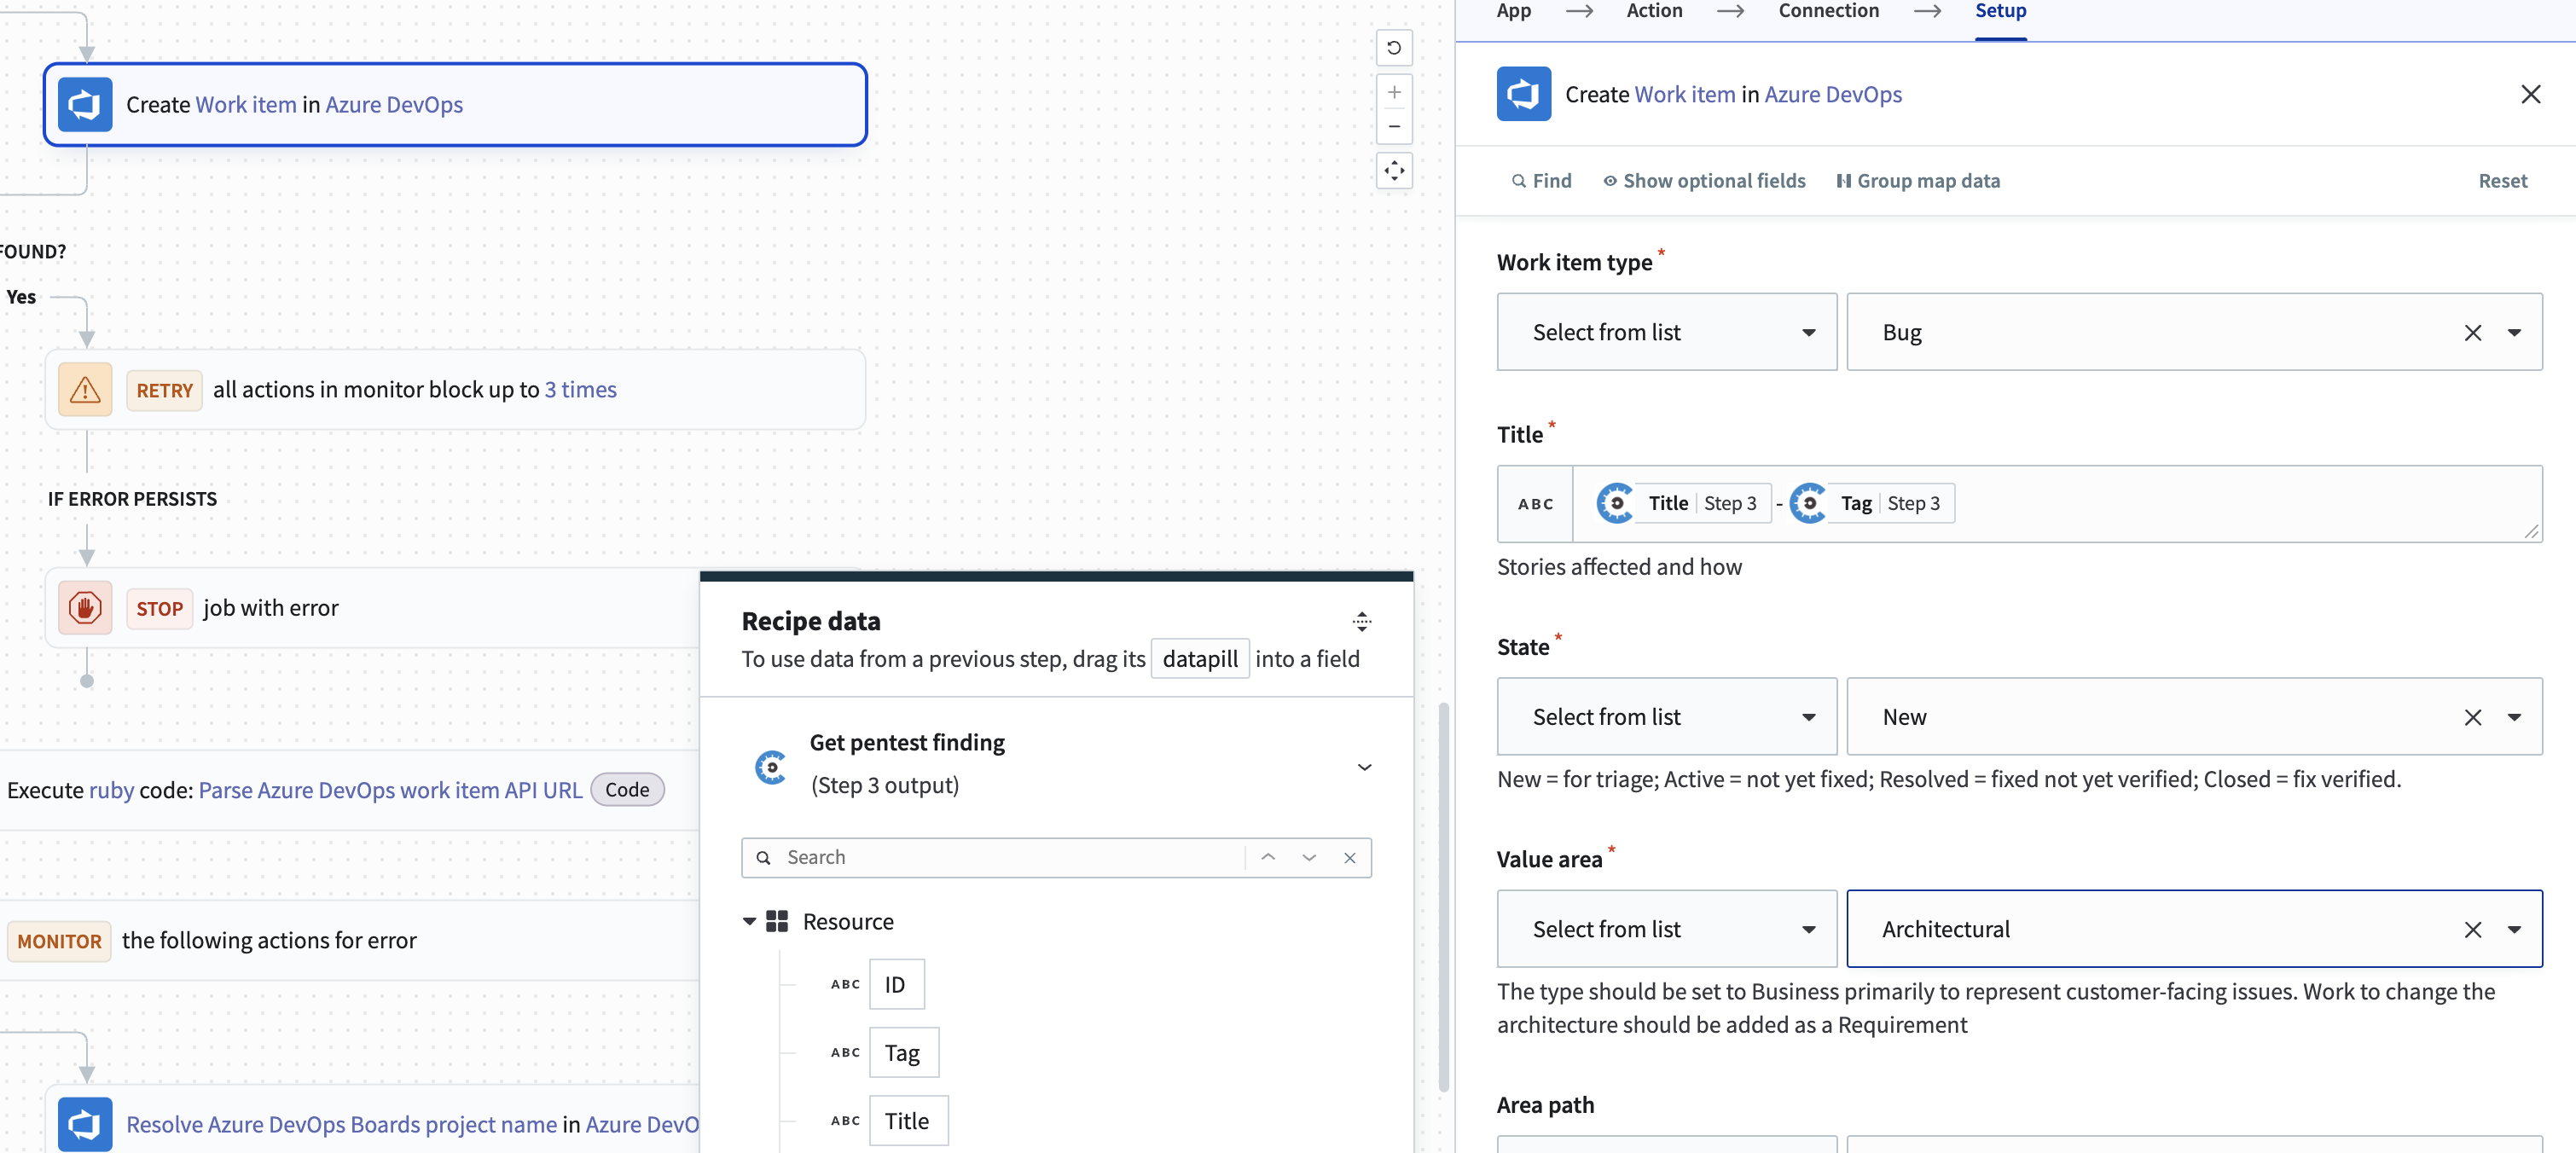 Create Work item in Azure DevOps
FOUND?
Yes
RETRY all actions in monitor block up to 3 times
IF ERROR PERSISTS
STOP job with error
Execute ruby code: Parse Azure DevOps work item API URL Code
MONITOR the following actions for error
Resolve Azure DevOps Boards project name in Azure DevO
Recipe data
To use data from a previous step, drag its datapill into a field
Get pentest finding
(Step 3 output)
Search
Resource
ABC ID
ABC Tag
ABC Title
App → Action → Connection → Setup
Create Work item in Azure DevOps
Find Show optional fields Group map data Reset
Work item type *
Select from list Bug
Title *
ABC Title Step 3 - Tag Step 3
Stories affected and how
State *
Select from list New
New = for triage; Active = not yet fixed; Resolved = fixed not yet verified; Closed = fix verified.
Value area *
Select from list Architectural
The type should be set to Business primarily to represent customer-facing issues. Work to change the
architecture should be added as a Requirement
Area path